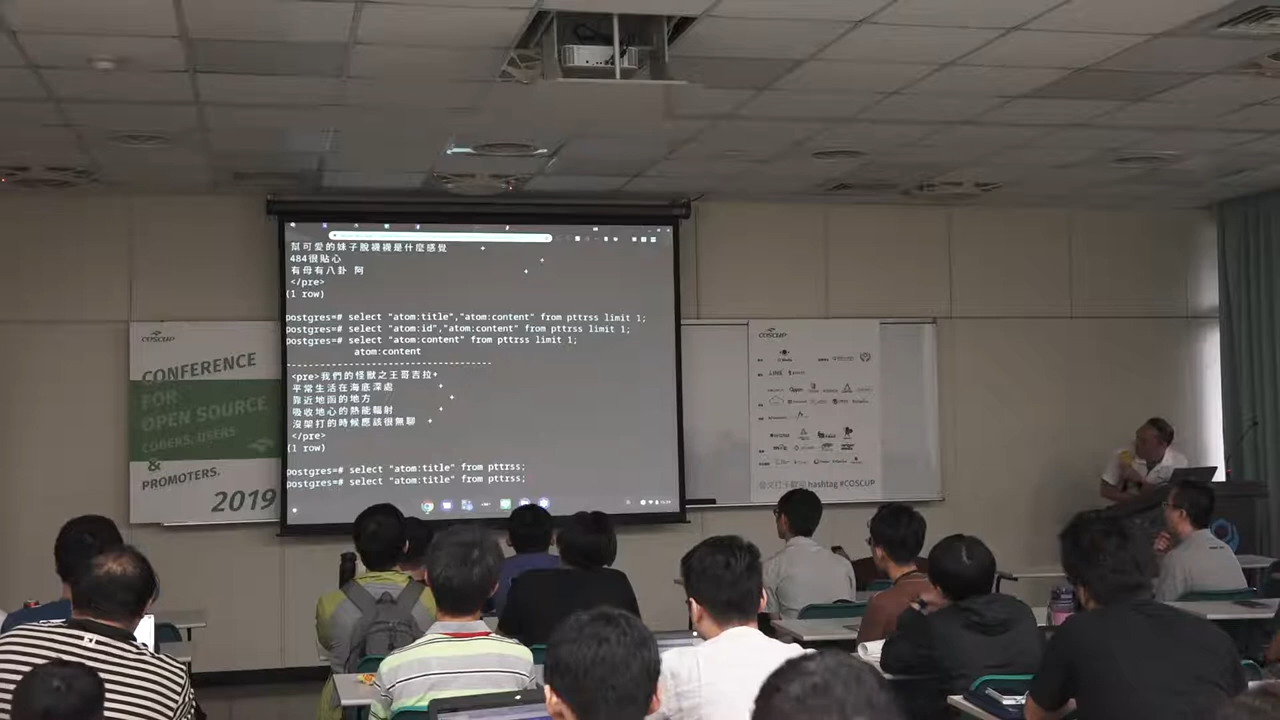 幫可愛的妹子脫襪襪是什麼感覺 +
484很貼心 +
有母有八卦 阿 +
</pre>
(1 row)
postgres=# select "atom:title","atom:content" from pttrss limit 1;
postgres=# select "atom:id","atom:content" from pttrss limit 1;
postgres=# select "atom:content" from pttrss limit 1;
atom:content
-----------------------------------
<pre>我們的怪獸之王哥吉拉+
平常生活在海底深處 +
靠近地函的地方 +
吸收地心的熱能輻射 +
沒架打的時候應該很無聊 +
</pre>
(1 row)
postgres=# select "atom:title" from pttrss;
postgres=# select "atom:title" from pttrss;
COSCUP
CONFERENCE
FOR
OPEN SOURCE
CODERS, USERS
&
PROMOTERS.
2019
COSCUP
LINE
hashtag #COSCUP